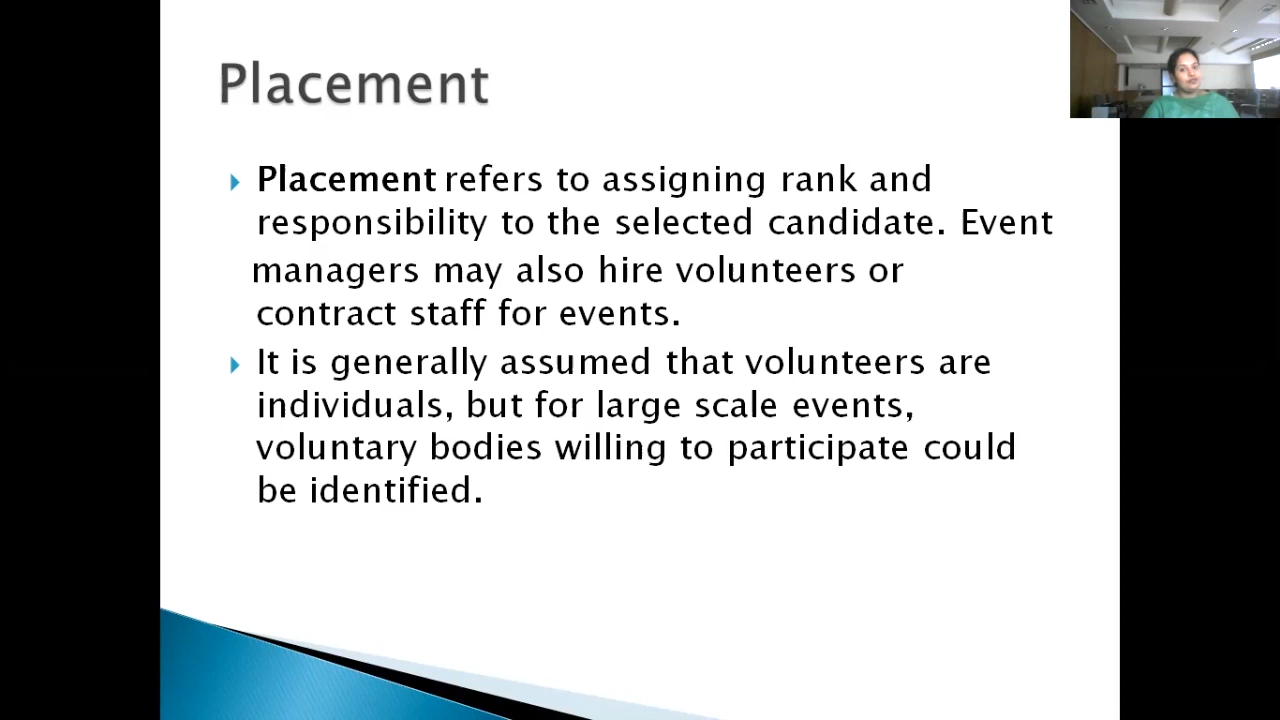 Placement
Placement refers to assigning rank and
responsibility to the selected candidate. Event
managers may also hire volunteers or
contract staff for events.
It is generally assumed that volunteers are
individuals, but for large scale events,
voluntary bodies willing to participate could
be identified.